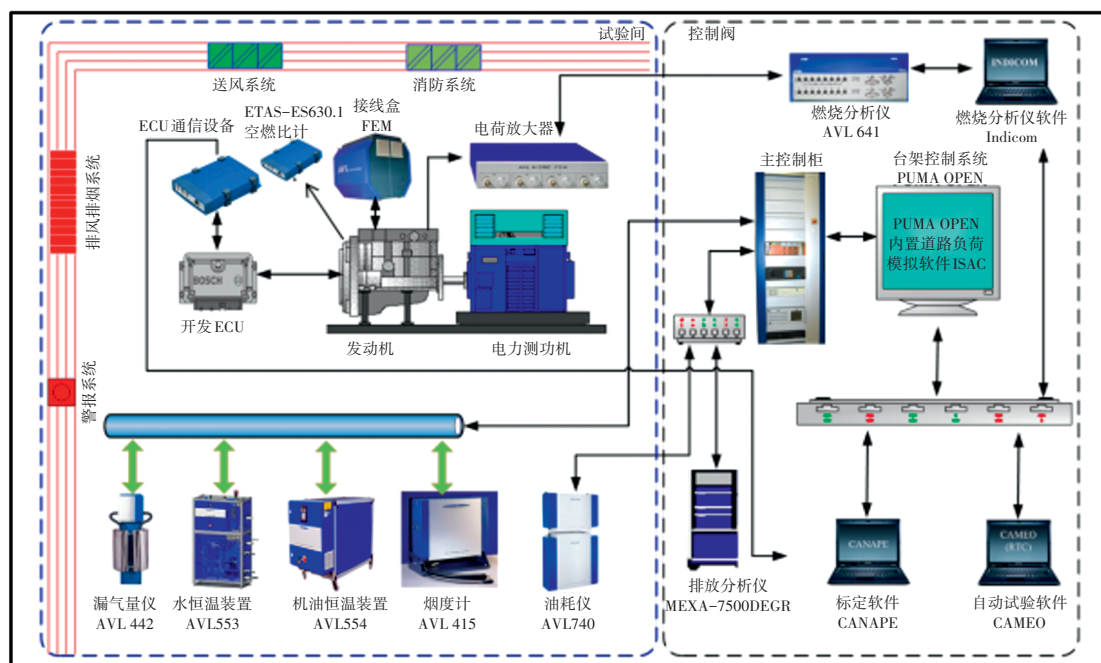 试验间
控制阀
送风系统
消防系统
排风排烟系统
警报系统
ECU通信设备
ETAS-ES630.1
空燃比计
接线盒
FEM
电荷放大器
BOSCH
开发ECU
发动机
电力测功机
燃烧分析仪
AVL 641
INDICOM
燃烧分析仪软件
Indicom
主控制柜
台架控制系统
PUMA OPEN
PUMA OPEN
内置道路负荷
模拟软件ISAC
漏气量仪
AVL 442
水恒温装置
AVL553
机油恒温装置
AVL554
烟度计
AVL 415
油耗仪
AVL740
排放分析仪
MEXA-7500DEGR
CANAPE
标定软件
CANAPE
CAMEO
(RTC)
自动试验软件
CAMEO